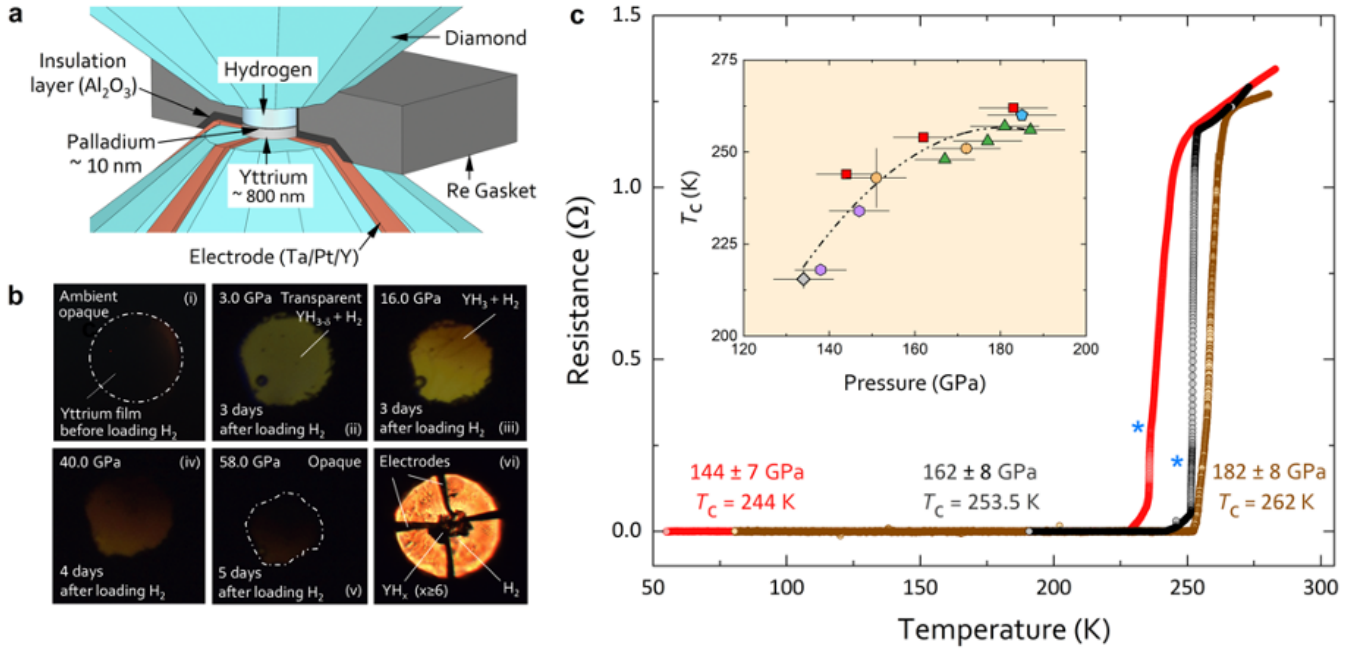 a
Diamond
Insulation
layer (Al₂O₃)
Hydrogen
Palladium
~ 10 nm
Yttrium
~ 800 nm
Re Gasket
Electrode (Ta/Pt/Y)
b
Ambient
opaque
(i)
C
Yttrium film
before loading H₂
3.0 GPa
Transparent
YH₃₋δ + H₂
3 days
after loading H₂
(ii)
16.0 GPa
YH₃ + H₂
3 days
after loading H₂
(iii)
40.0 GPa
(iv)
4 days
after loading H₂
58.0 GPa
Opaque
5 days
after loading H₂
(v)
Electrodes
(vi)
YHₓ (x≥6)
H₂
c
1.5
1.0
0.5
0.0
Resistance (Ω)
50
100
150
200
250
300
Temperature (K)
275
250
225
200
T_C (K)
120
140
160
180
200
Pressure (GPa)
*
*
144 ± 7 GPa
T_C = 244 K
162 ± 8 GPa
T_C = 253.5 K
182 ± 8 GPa
T_C = 262 K